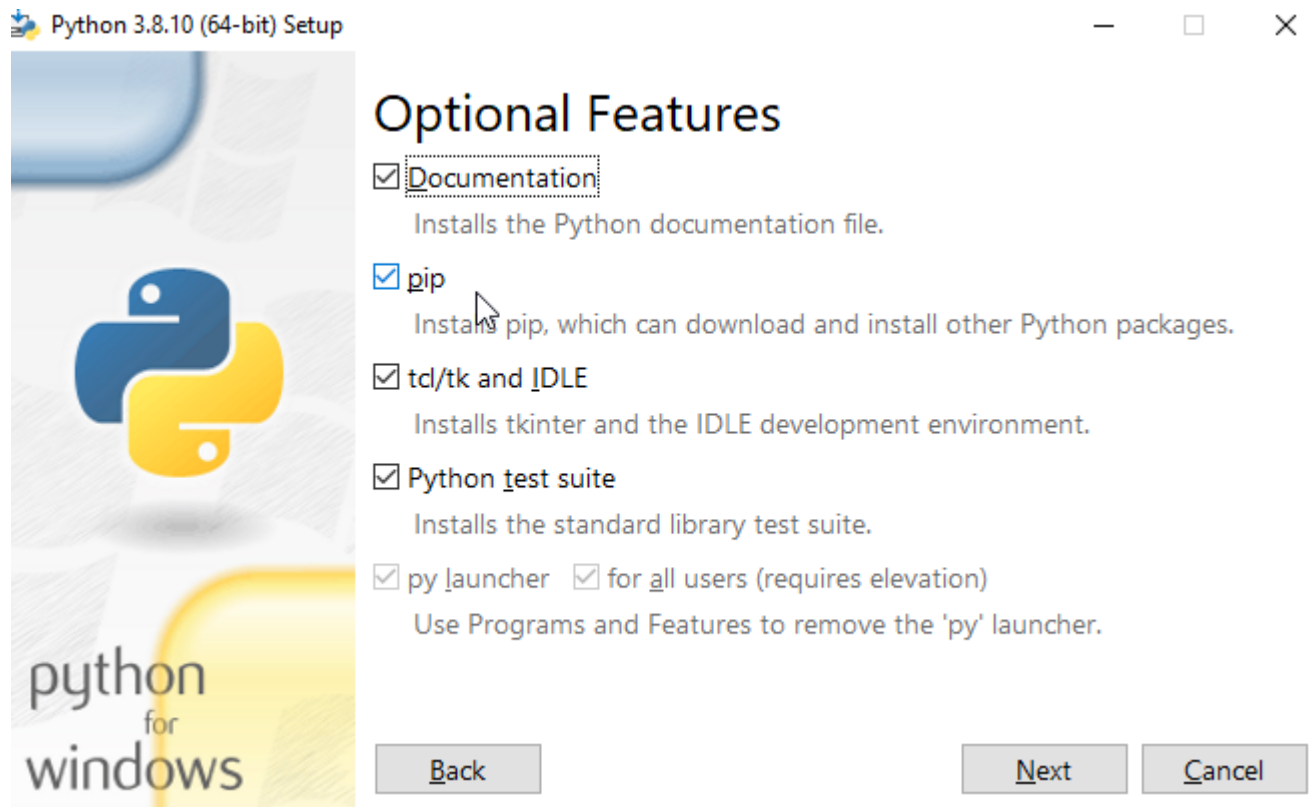 Python 3.8.10 (64-bit) Setup
Optional Features
Documentation
Installs the Python documentation file.
pip
Installs pip, which can download and install other Python packages.
tcl/tk and IDLE
Installs tkinter and the IDLE development environment.
Python test suite
Installs the standard library test suite.
py launcher for all users (requires elevation)
Use Programs and Features to remove the 'py' launcher.
python
for
windows
Back Next Cancel